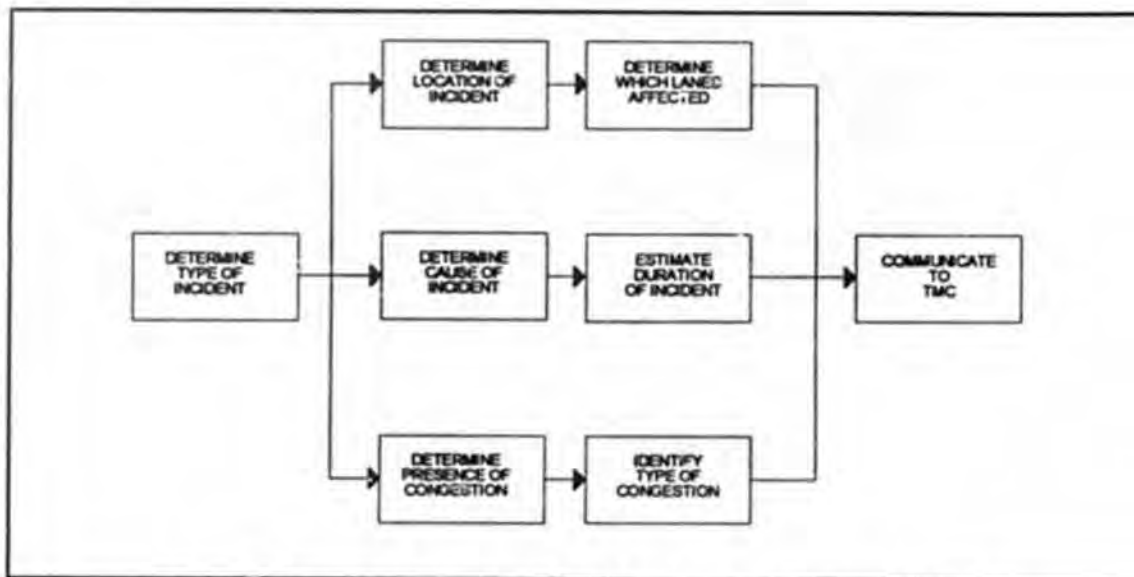 DETERMINE
LOCATION OF
INCIDENT
DETERMINE
WHICH LANED
AFFECTED
DETERMINE
TYPE OF
INCIDENT
DETERMINE
CAUSE OF
INCIDENT
ESTIMATE
DURATION
OF INCIDENT
COMMUNICATE
TO
TMC
DETERMINE
PRESENCE OF
CONGESTION
IDENTIFY
TYPE OF
CONGESTION